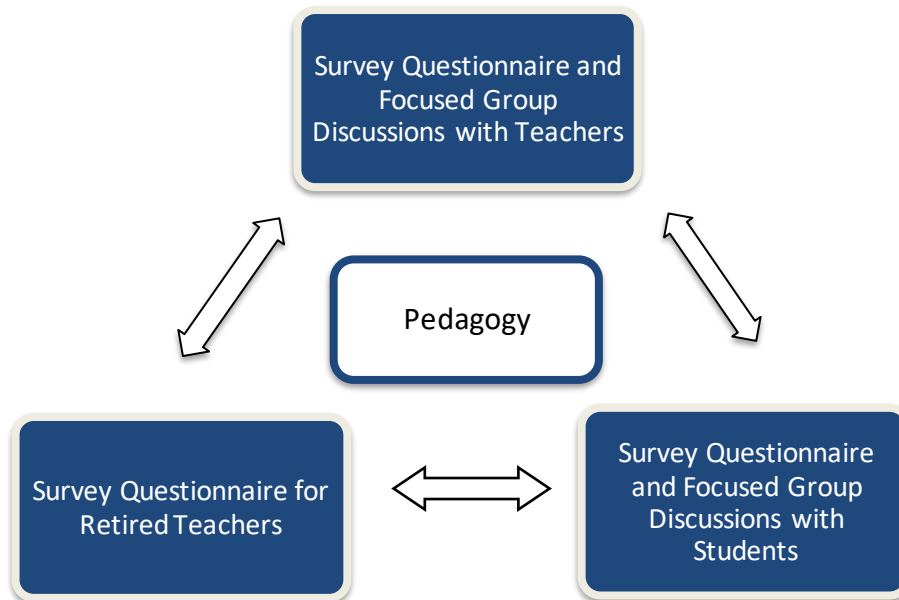 Survey Questionnaire and
Focused Group
Discussions with Teachers
Pedagogy
Survey Questionnaire for
Retired Teachers
Survey Questionnaire
and Focused Group
Discussions with
Students